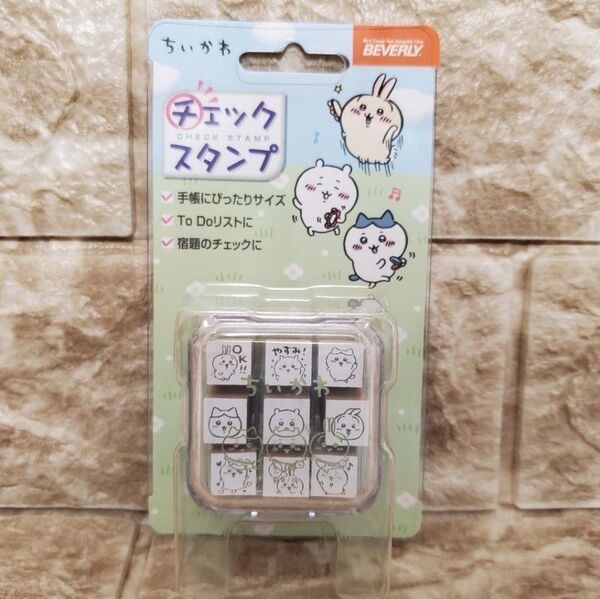 ちいかわ
BEVERLY
チェック
CHECK STAMP
スタンプ
手帳にぴったりサイズ
To Doリストに
宿題のチェックに
OK!!
やすみ!
ちいかわ